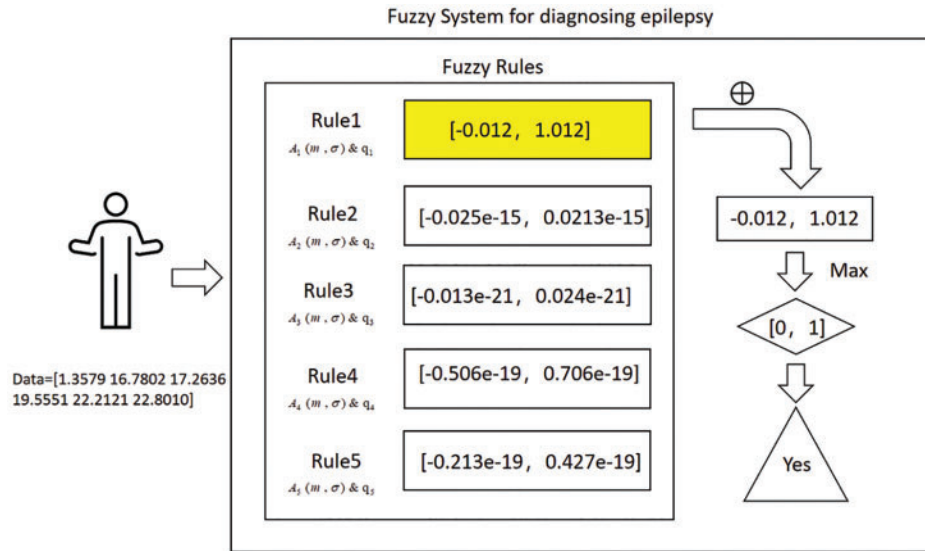 Fuzzy System for diagnosing epilepsy
Fuzzy Rules
Rule1
A₁ (m , σ) & q₁
[-0.012, 1.012]
Rule2
A₂ (m , σ) & q₂
[-0.025e-15, 0.0213e-15]
Rule3
A₃ (m , σ) & q₃
[-0.013e-21, 0.024e-21]
Rule4
A₄ (m , σ) & q₄
[-0.506e-19, 0.706e-19]
Rule5
A₅ (m , σ) & q₅
[-0.213e-19, 0.427e-19]
Data=[1.3579 16.7802 17.2636
19.5551 22.2121 22.8010]
⊕
-0.012, 1.012
Max
[0, 1]
Yes